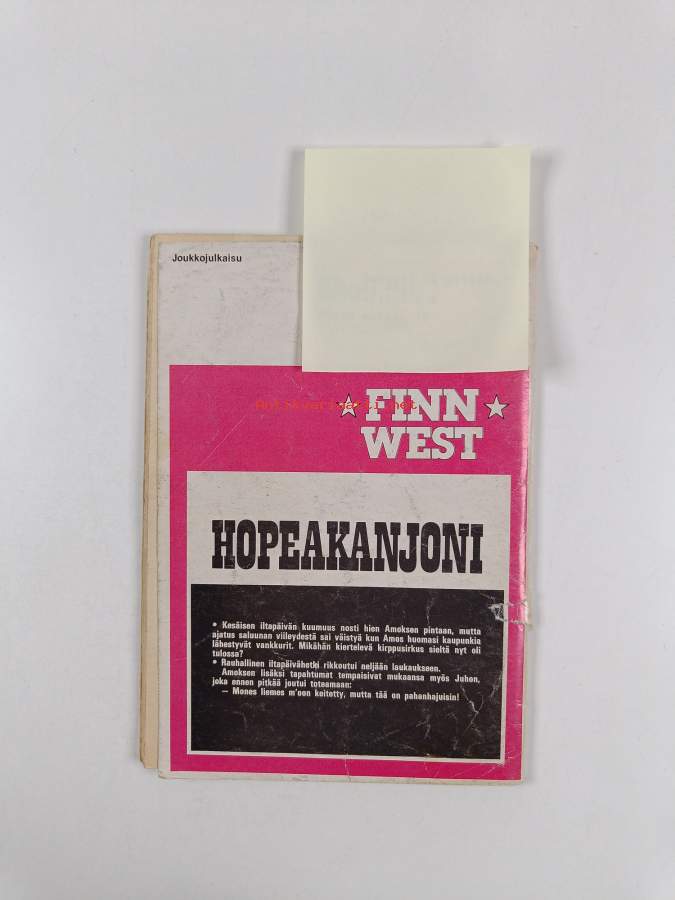 Joukkojulkaisu
Antikvariaatti.net
FINN
WEST
HOPEAKANJONI
• Kesäisen iltapäivän kuumuus nosti hien Amoksen pintaan, mutta
ajatus saluunan viileydestä sai väistyä kun Amos huomasi kaupunkia
lähestyvät vankkurit. Mikähän kiertelevä kirppusirkus sieltä nyt oli
tulossa?
• Rauhallinen iltapäivähetki rikkoutui neljään laukaukseen.
Amoksen lisäksi tapahtumat tempaisivat mukaansa myös Juhon,
joka ennen pitkää joutui toteamaan:
— Mones liemes m'oon keitetty, mutta tää on pahanhajuisin!